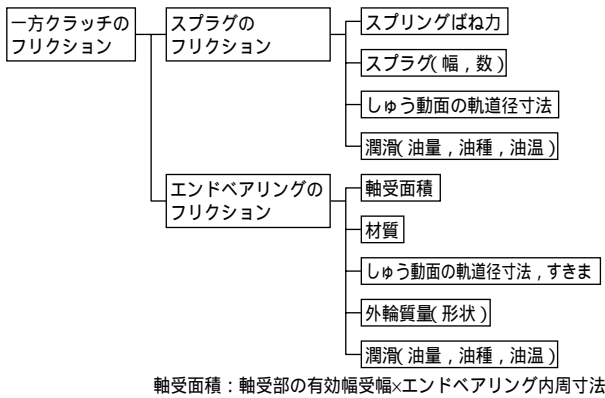 一方クラッチの
フリクション
スプラグの
フリクション
スプリングばね力
スプラグ(幅，数)
しゅう動面の軌道径寸法
潤滑(油量，油種，油温)
エンドベアリングの
フリクション
軸受面積
材質
しゅう動面の軌道径寸法，すきま
外輪質量(形状)
潤滑(油量，油種，油温)
軸受面積：軸受部の有効幅受幅×エンドベアリング内周寸法